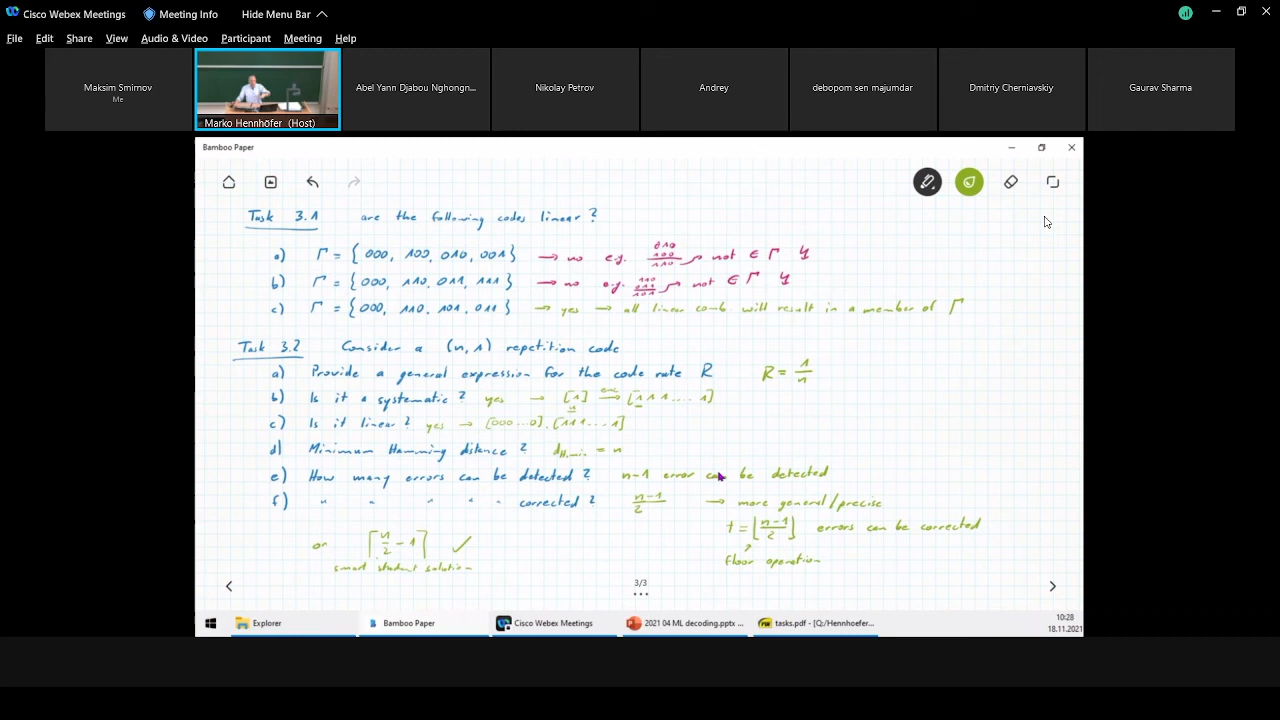 Cisco Webex Meetings Meeting Info Hide Menu Bar
File Edit Share View Audio & Video Participant Meeting Help
Maksim Smirnov
Me
Marko Hennhöfer (Host)
Abel Yann Djabou Nghongn...
Nikolay Petrov
Andrey
debopom sen majumdar
Dmitriy Cherniavskiy
Gaurav Sharma
Bamboo Paper
Task 3.1 are the following codes linear?
a) Γ = { 000, 100, 010, 001 } → no e.g. 010 100 110 → not ∈ Γ ↯
b) Γ = { 000, 110, 011, 111 } → no e.g. 110 011 101 → not ∈ Γ ↯
c) Γ = { 000, 110, 101, 011 } → yes → all linear comb will result in a member of Γ
Task 3.2 Consider a (n, 1) repetition code
a) Provide a general expression for the code rate R R = 1/n
b) Is it a systematic? yes → [1] enc → [1 1 1 .... 1]
c) Is it linear? yes → [000...0], [111...1]
d) Minimum Hamming distance? d_H,min = n
e) How many errors can be detected? n-1 error can be detected
f) " " " " " corrected? n-1/2 → more general/precise
t = ⌊n-1/2⌋ errors can be corrected
floor operation
or ⌈n/2 - 1⌉ ✓
smart student solution
3/3
Explorer Bamboo Paper Cisco Webex Meetings 2021 04 ML decoding.pptx ... tasks.pdf - [Q:/Hennhoefer... 10:28
18.11.2021